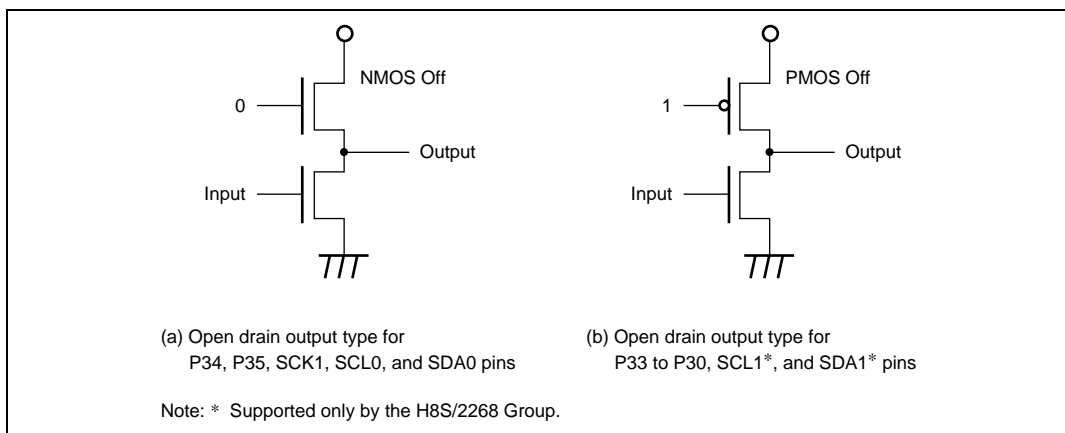 NMOS Off
0
Output
Input
PMOS Off
1
Output
Input
(a) Open drain output type for
P34, P35, SCK1, SCL0, and SDA0 pins
(b) Open drain output type for
P33 to P30, SCL1*, and SDA1* pins
Note: * Supported only by the H8S/2268 Group.